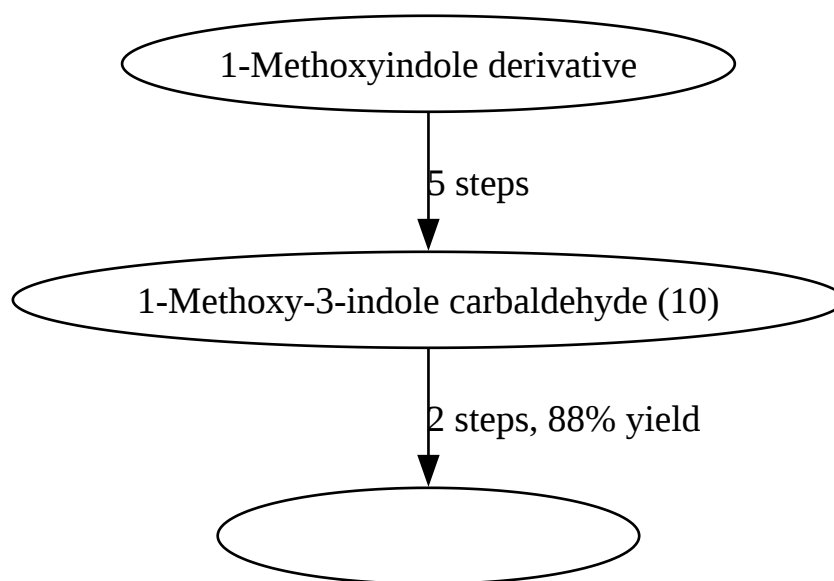 1-Methoxyindole derivative
5 steps
1-Methoxy-3-indole carbaldehyde (10)
2 steps, 88% yield